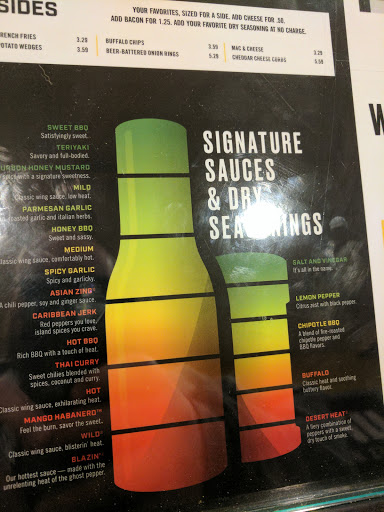 SIDES
YOUR FAVORITES, SIZED FOR A SIDE. ADD CHEESE FOR .50.
ADD BACON FOR 1.25. ADD YOUR FAVORITE DRY SEASONING AT NO CHARGE.
RENCH FRIES 3.29
OTATO WEDGES 3.59
BUFFALO CHIPS 3.59
BEER-BATTERED ONION RINGS 5.29
MAC & CHEESE 3.29
CHEDDAR CHEESE CURDS 3.59
W
SIGNATURE
SAUCES
& DRY
SEASONINGS
SWEET BBQ
Satisfyingly sweet.
TERIYAKI
Savory and full-bodied.
URBON HONEY MUSTARD
spicy with a signature sweetness.
MILD
Classic wing sauce, low heat.
PARMESAN GARLIC
roasted garlic and italian herbs.
HONEY BBQ
Sweet and sassy.
MEDIUM
Classic wing sauce, comfortably hot.
SPICY GARLIC
Spicy and garlicky.
ASIAN ZING®
A chili pepper, soy and ginger sauce.
CARIBBEAN JERK
Red peppers you love,
island spices you crave.
HOT BBQ
Rich BBQ with a touch of heat.
THAI CURRY
Sweet chilies blended with
spices, coconut and curry.
HOT
Classic wing sauce, exhilarating heat.
MANGO HABANERO™
Feel the burn, savor the sweet.
WILD®
Classic wing sauce, blisterin' heat.
BLAZIN'®
Our hottest sauce — made with the
unrelenting heat of the ghost pepper.
SALT AND VINEGAR
It's all in the name.
LEMON PEPPER
Citrus zest with black pepper.
CHIPOTLE BBQ
A blend of fire-roasted
chipotle pepper and
BBQ flavors.
BUFFALO
Classic heat and soothing
buttery flavor.
DESERT HEAT®
A fiery combination of
peppers with a sweet,
dry touch of smoke.